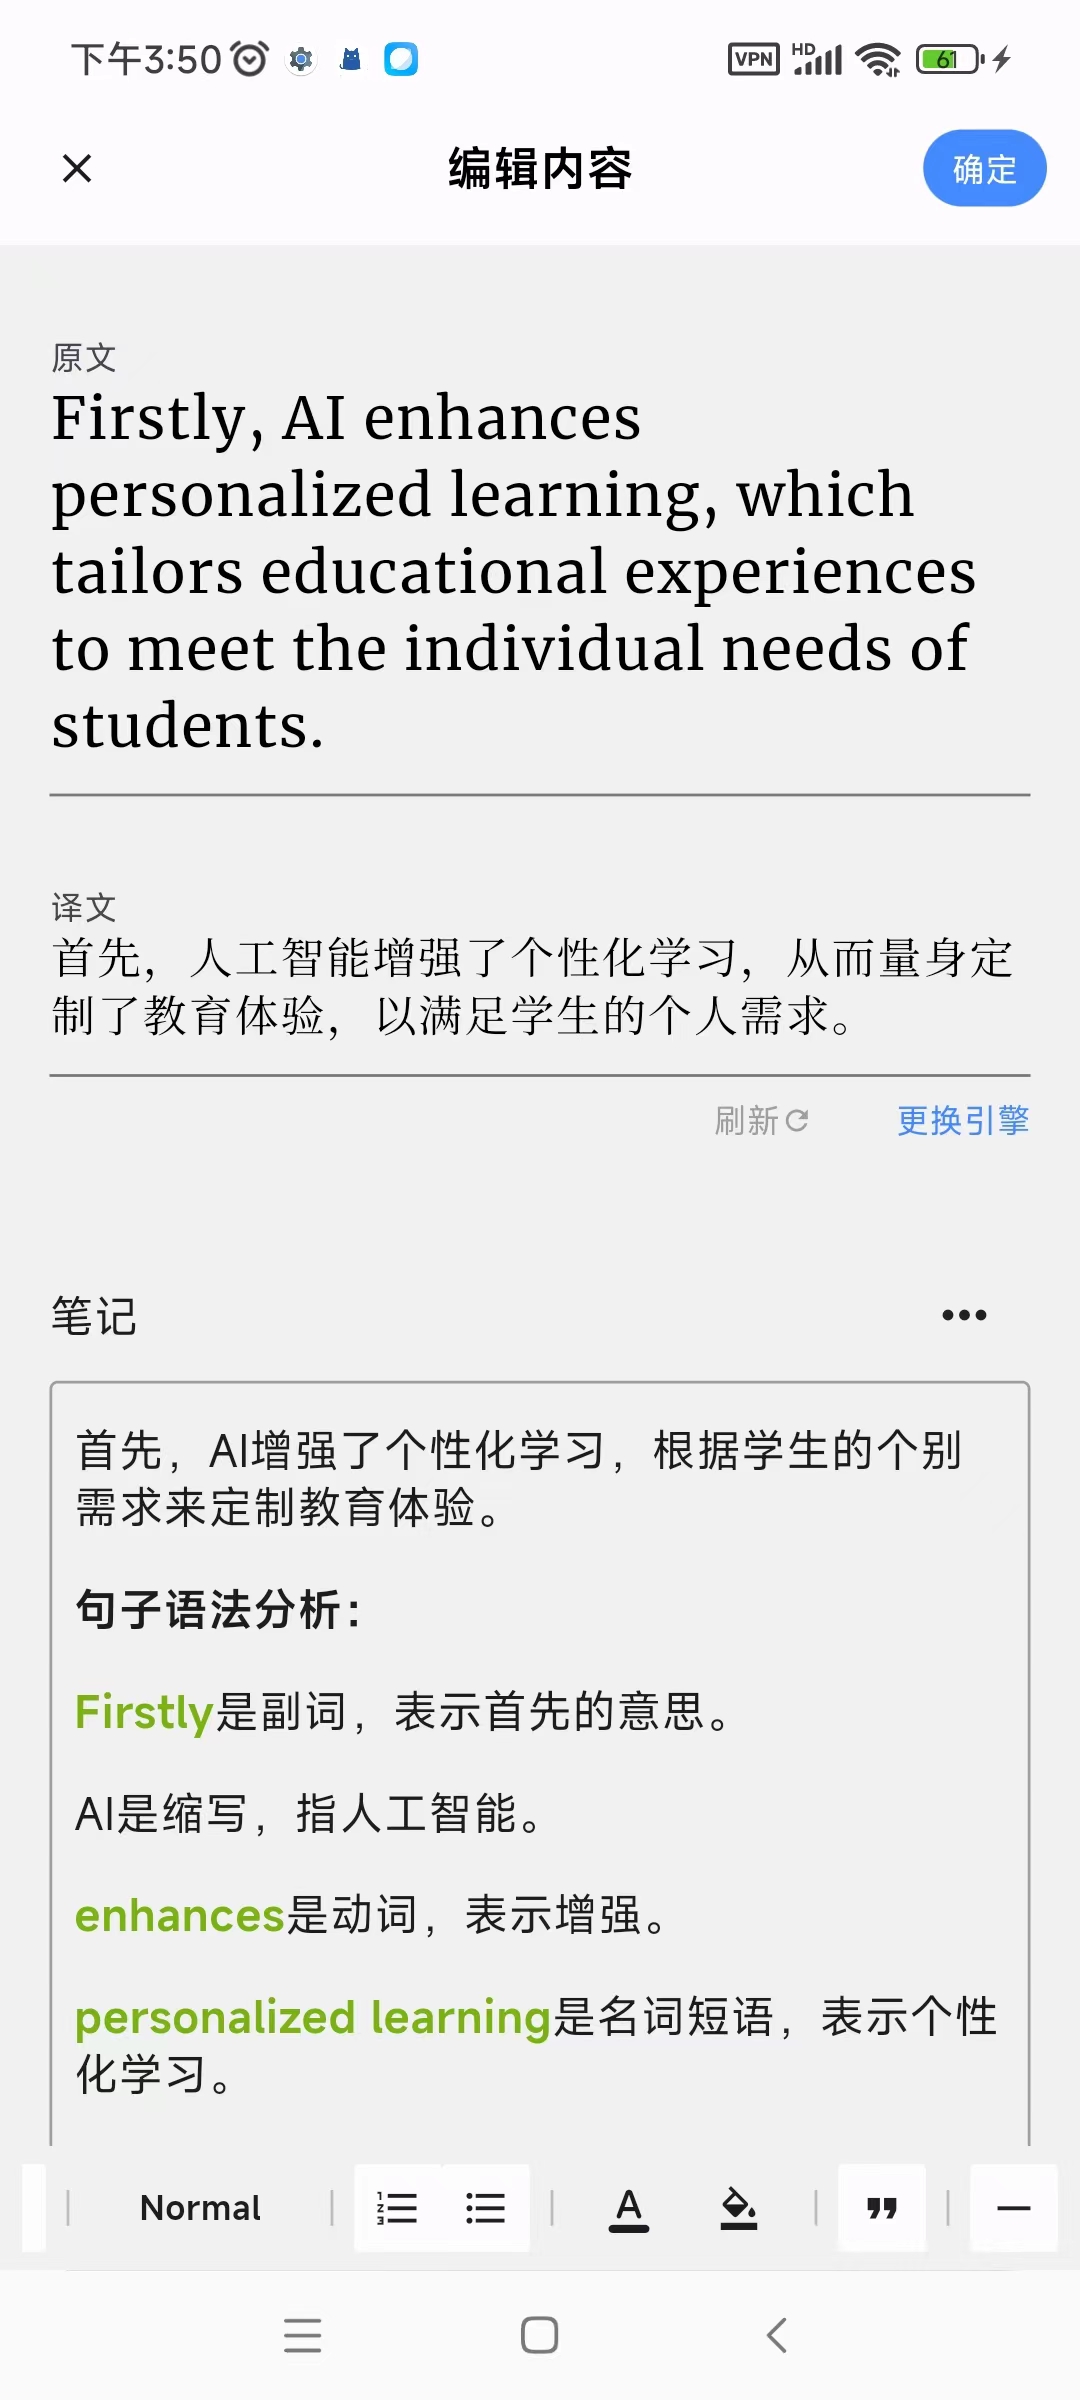 下午3:50
VPN HD 61
编辑内容
确定
原文
Firstly, AI enhances
personalized learning, which
tailors educational experiences
to meet the individual needs of
students.
译文
首先，人工智能增强了个性化学习，从而量身定
制了教育体验，以满足学生的个人需求。
刷新
更换引擎
笔记
首先，AI增强了个性化学习，根据学生的个别
需求来定制教育体验。
句子语法分析：
Firstly是副词，表示首先的意思。
AI是缩写，指人工智能。
enhances是动词，表示增强。
personalized learning是名词短语，表示个性
化学习。
Normal